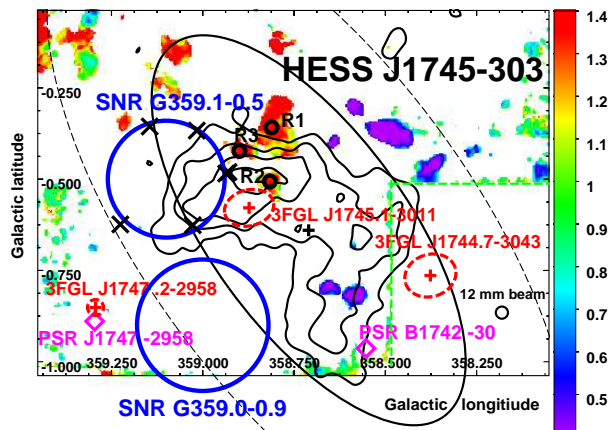 1.4
HESS J1745-303
1.3
-0.250
SNR G359.1-0.5
1.2
R1
1.1
R3
Galactic latitude
-0.500
R2
1.0
3FGL J1745.1-3011
0.9
3FGL J1744.7-3043
-0.750
0.8
3FGL J1747.2-2958
12 mm beam
0.7
PSR J1747-2958
PSR B1742-30
0.6
-1.000
359.250
359.000
358.750
358.500
358.250
SNR G359.0-0.9
Galactic longitiude
0.5